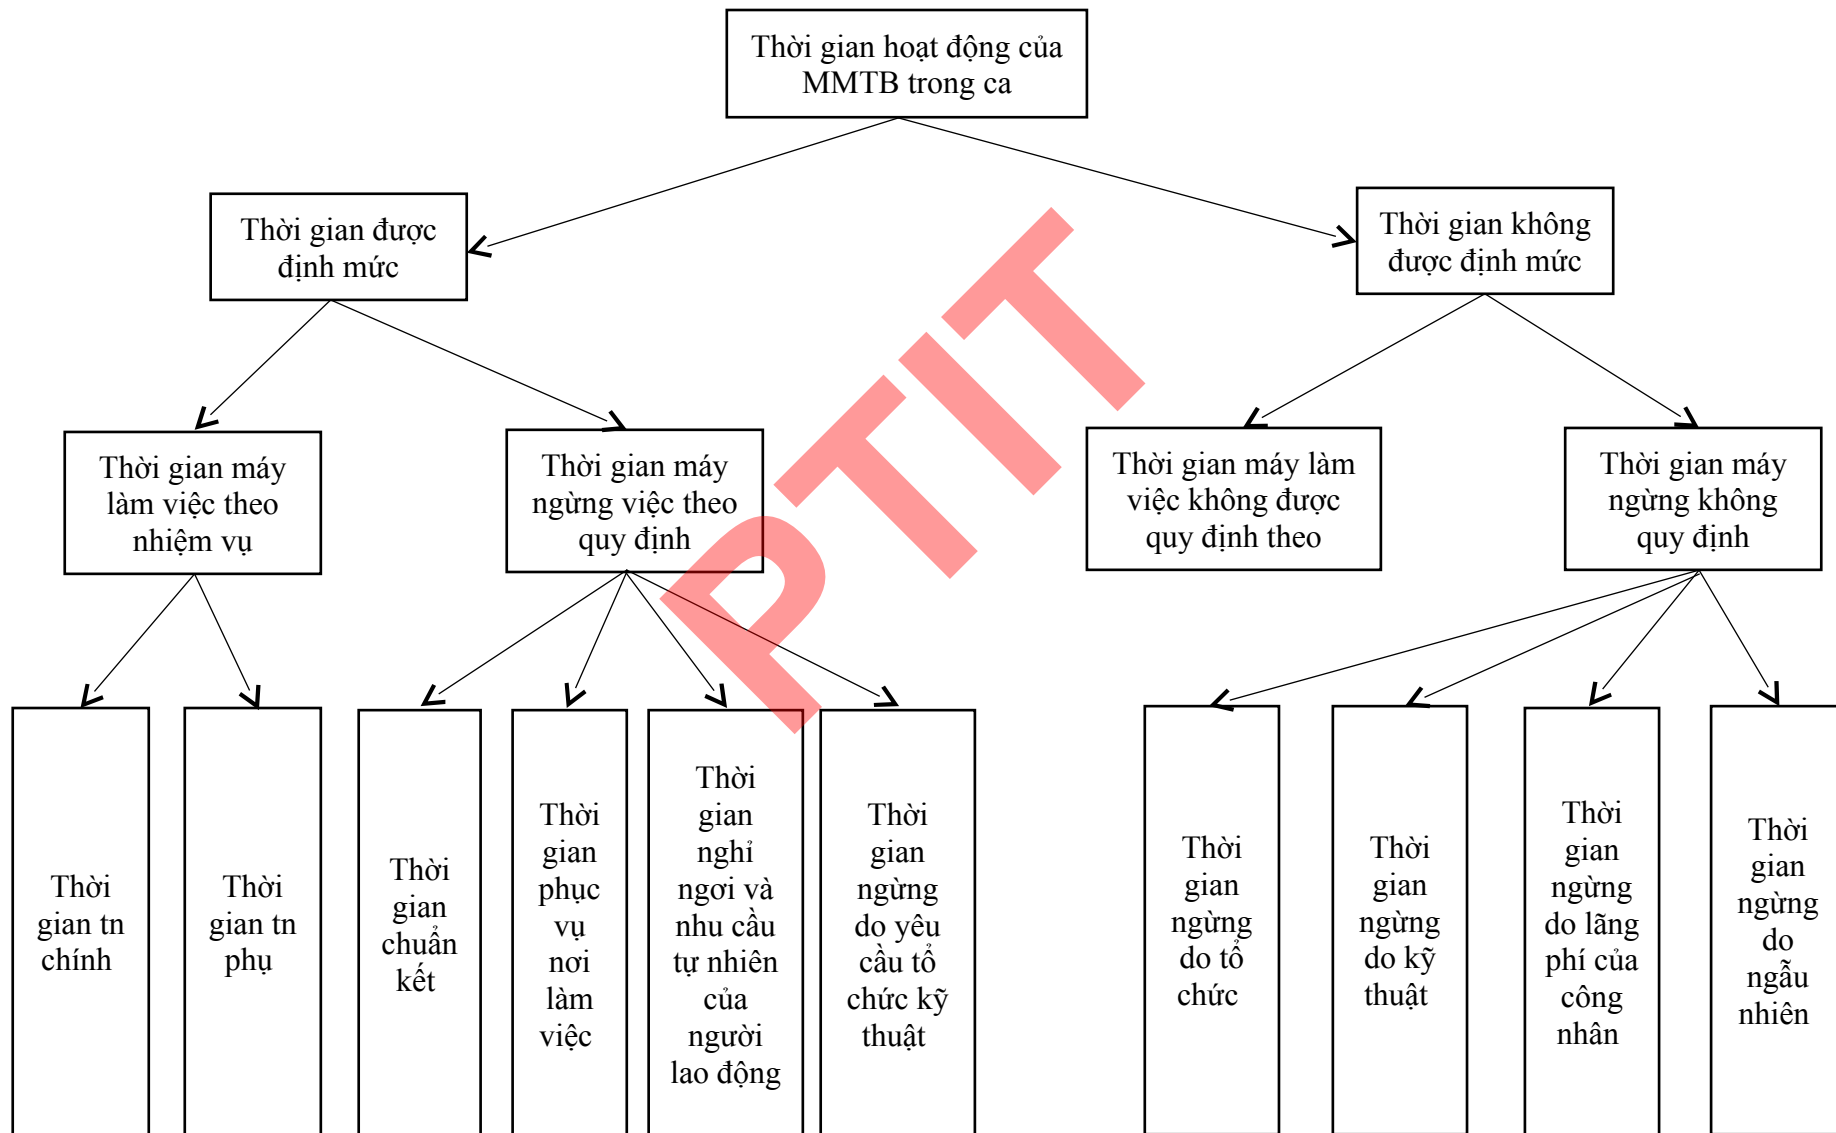 Thời gian hoạt động của
MMTB trong ca
Thời gian được
định mức
Thời gian không
được định mức
Thời gian máy
làm việc theo
nhiệm vụ
Thời gian máy
ngừng việc theo
quy định
Thời gian máy làm
việc không được
quy định theo
Thời gian máy
ngừng không
quy định
Thời
gian tn
chính
Thời
gian tn
phụ
Thời
gian
chuẩn
kết
Thời
gian
phục
vụ
nơi
làm
việc
Thời
gian
nghỉ
ngơi và
nhu cầu
tự nhiên
của
người
lao động
Thời
gian
ngừng
do yêu
cầu tổ
chức kỹ
thuật
Thời
gian
ngừng
do tổ
chức
Thời
gian
ngừng
do kỹ
thuật
Thời
gian
ngừng
do lãng
phí của
công
nhân
Thời
gian
ngừng
do
ngẫu
nhiên
PTIT